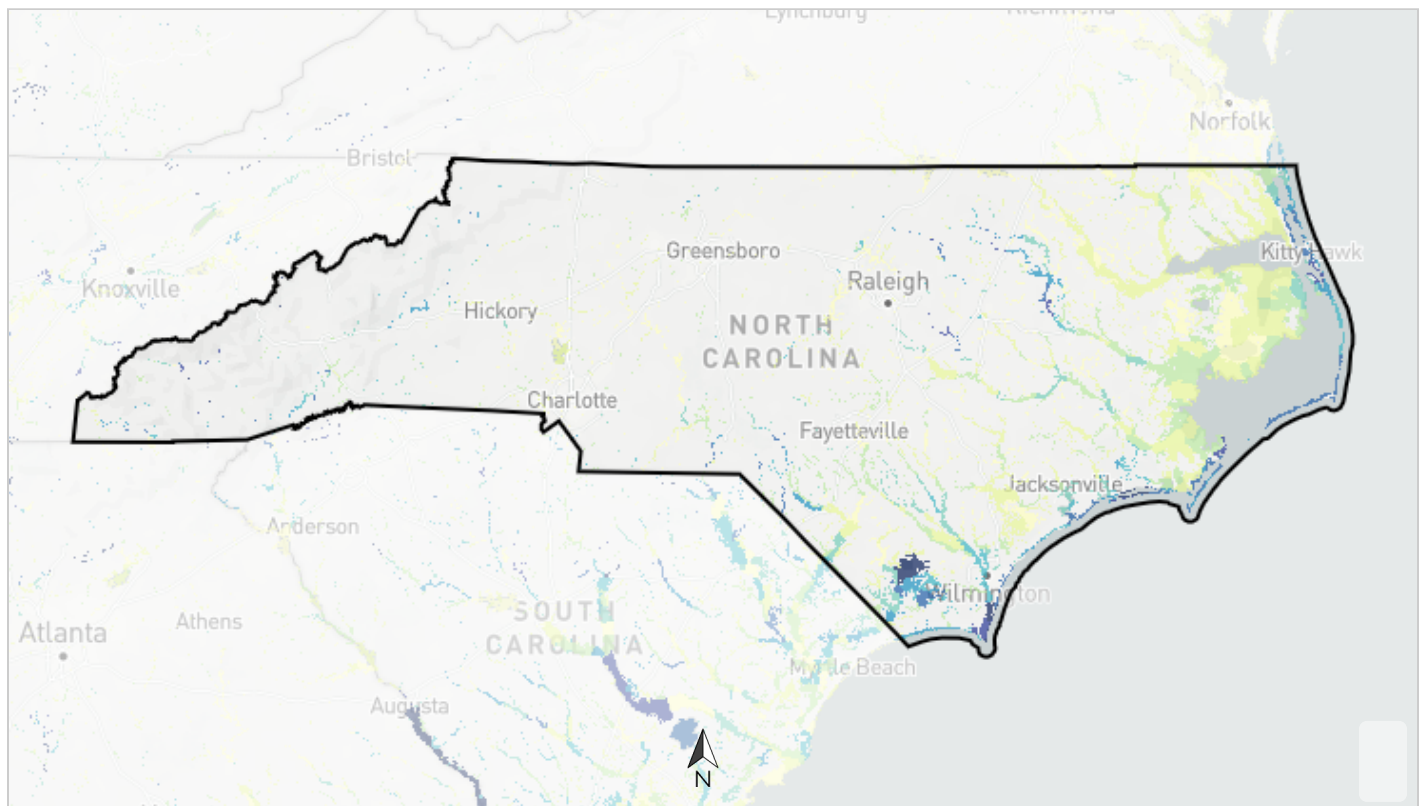 Lynchburg
Richmond
Norfolk
Bristol
Knoxville
Greensboro
Kitty Hawk
Raleigh
Hickory
NORTH
CAROLINA
Charlotte
Fayetteville
Jacksonville
Anderson
Wilmington
SOUTH
CAROLINA
Athens
Atlanta
Myrtle Beach
Augusta
N